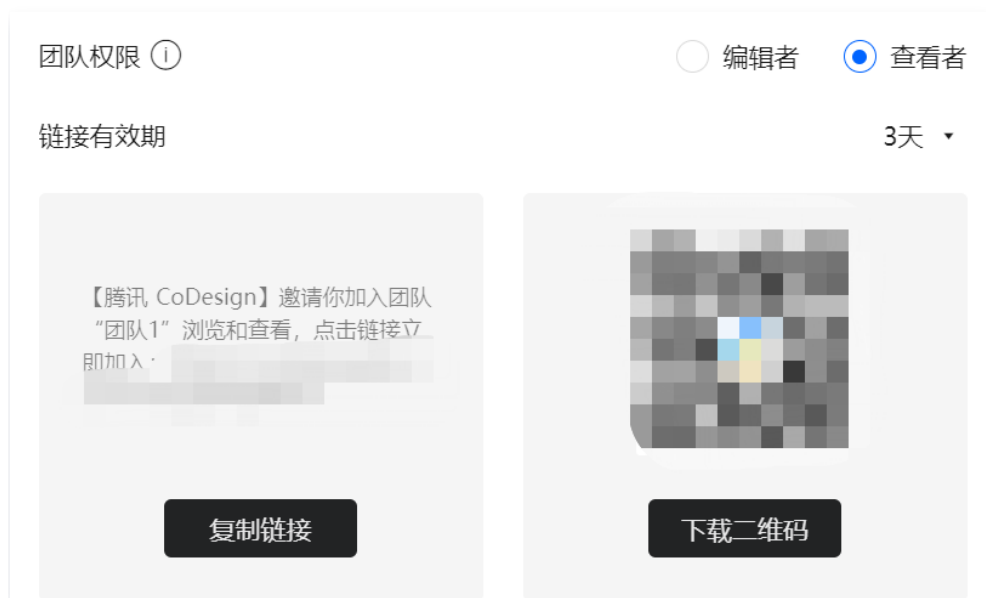 团队权限
编辑者
查看者
链接有效期
3天
【腾讯 CoDesign】邀请你加入团队
“团队1”浏览和查看，点击链接立
即加入：
复制链接
下载二维码